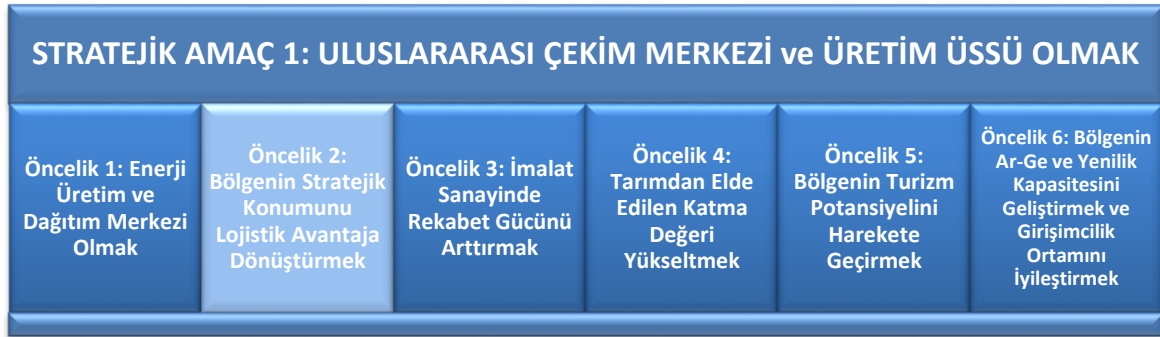 STRATEJİK AMAÇ 1: ULUSLARARASI ÇEKİM MERKEZİ ve ÜRETİM ÜSSÜ OLMAK
Öncelik 1: Enerji
Üretim ve
Dağıtım Merkezi
Olmak
Öncelik 2:
Bölgenin Stratejik
Konumunu
Lojistik Avantaja
Dönüştürmek
Öncelik 3: İmalat
Sanayinde
Rekabet Gücünü
Arttırmak
Öncelik 4:
Tarımdan Elde
Edilen Katma
Değeri
Yükseltmek
Öncelik 5:
Bölgenin Turizm
Potansiyelini
Harekete
Geçirmek
Öncelik 6: Bölgenin
Ar-Ge ve Yenilik
Kapasitesini
Geliştirmek ve
Girişimcilik
Ortamını
İyileştirmek